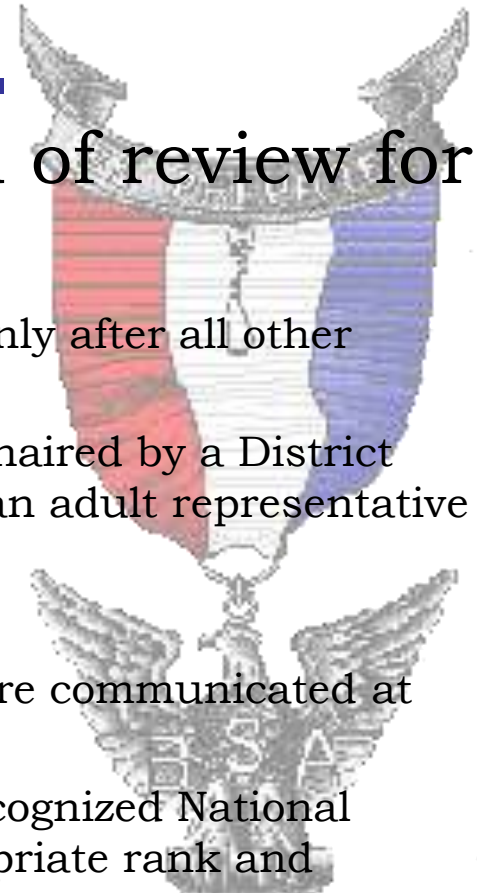 of review for
nly after all other
haired by a District
an adult representative
re communicated at
BSA
cognized National
priate rank and